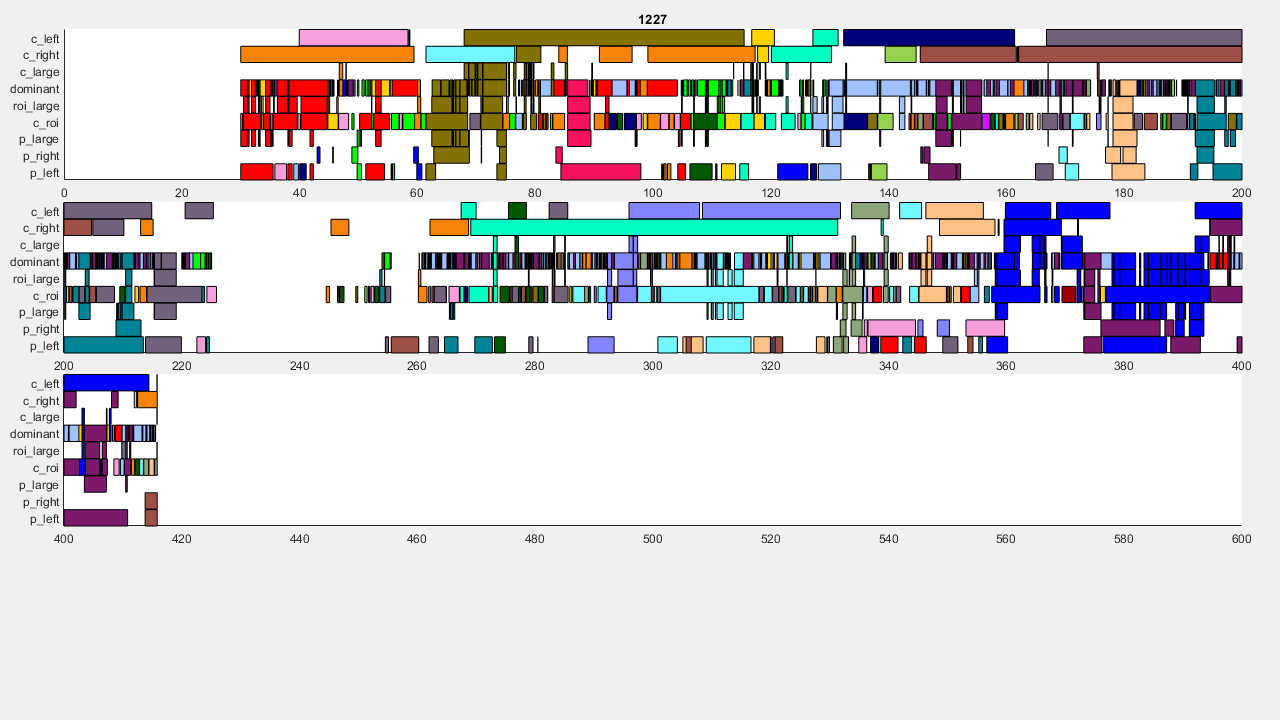 1227
c_left
c_right
c_large
dominant
roi_large
c_roi
p_large
p_right
p_left
0 20 40 60 80 100 120 140 160 180 200
c_left
c_right
c_large
dominant
roi_large
c_roi
p_large
p_right
p_left
200 220 240 260 280 300 320 340 360 380 400
c_left
c_right
c_large
dominant
roi_large
c_roi
p_large
p_right
p_left
400 420 440 460 480 500 520 540 560 580 600